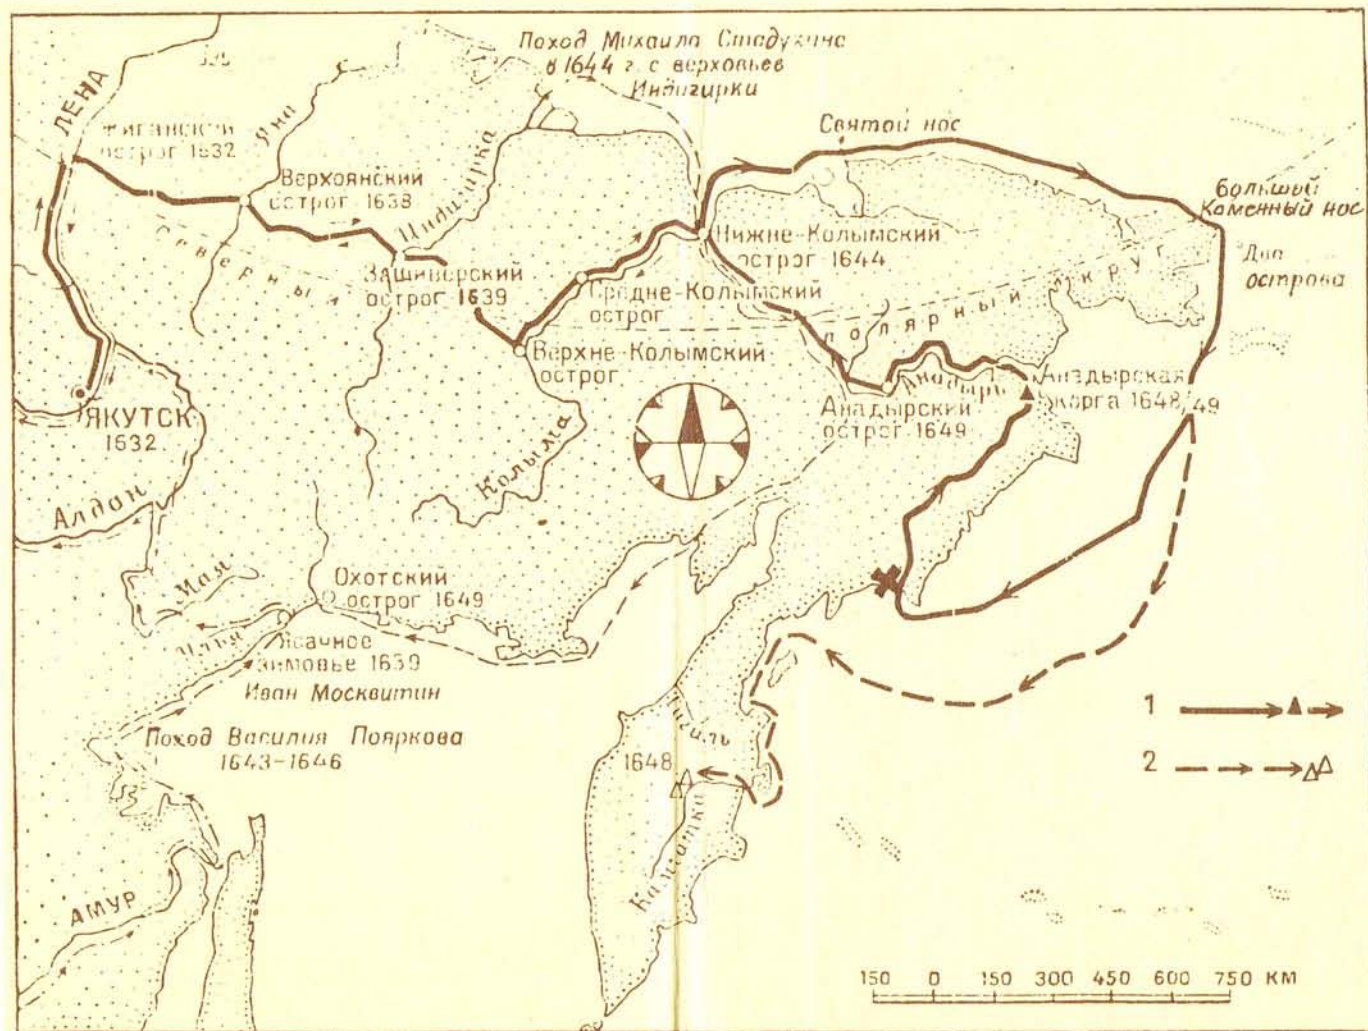 Поход Михаила Стадухина
в 1644 г. с верховьев
Индигирки
ЛЕНА
Жиганский
острог 1632
Яна
Индигирка
Святой нос
Верхоянский
острог 1638
Большой
Каменный нос
Северный
полярный круг
Зашиверский
острог 1639
Нижне-Колымский
острог 1644
Два
острова
Средне-Колымский
острог
Верхне-Колымский
острог
Анадырь
Анадырская
корга 1648/49
Анадырский
острог 1649
ЯКУТСК
1632
Колыма
Алдан
Мая
Охотский
острог 1649
Улья
Ясачное
зимовье 1639
Иван Москвитин
Поход Василия Пояркова
1643–1646
Тигиль
1648
Камчатка
АМУР
1
2
150 0 150 300 450 600 750 КМ